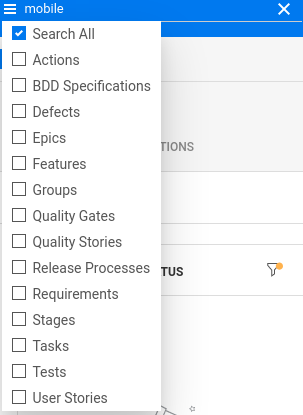 mobile
Search All
Actions
BDD Specifications
Defects
Epics
Features
TIONS
Groups
Quality Gates
Quality Stories
Release Processes
TUS
Requirements
Stages
Tasks
Tests
User Stories